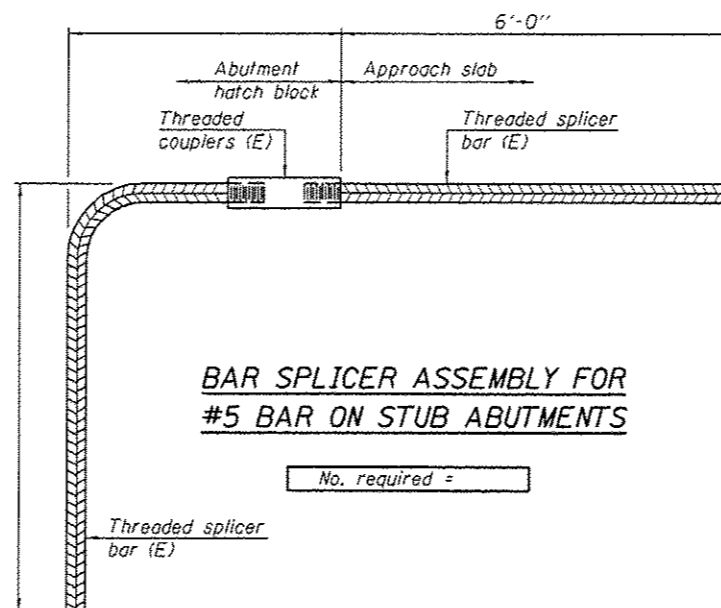 6'-0"
Abutment
hatch block
Approach slab
Threaded
couplers (E)
Threaded splicer
bar (E)
BAR SPLICER ASSEMBLY FOR
#5 BAR ON STUB ABUTMENTS
No. required =
Threaded splicer
bar (E)